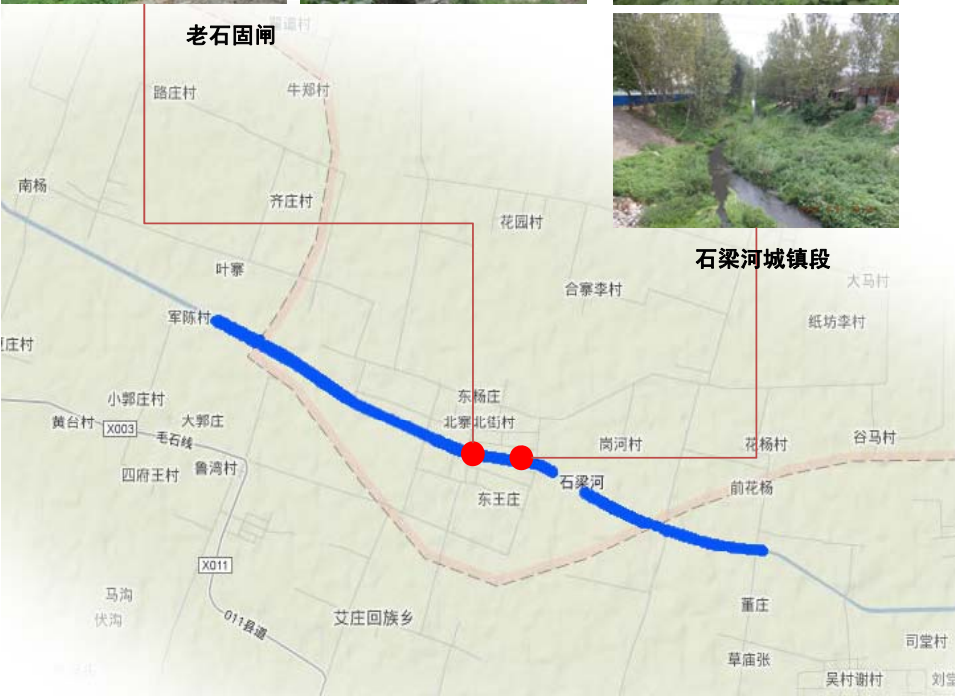 老石固闸
路庄村
牛郑村
南杨
齐庄村
花园村
石梁河城镇段
叶寨
大马村
合寨李村
军陈村
纸坊李村
庄村
小郭庄村
东杨庄
黄台村
X003
大郭庄
北寨北街村
毛石线
岗河村
花杨村
谷马村
四府王村
鲁湾村
石梁河
前花杨
东王庄
X011
马沟
伏沟
011县道
艾庄回族乡
董庄
司堂村
草庙张
吴村谢村
刘堂